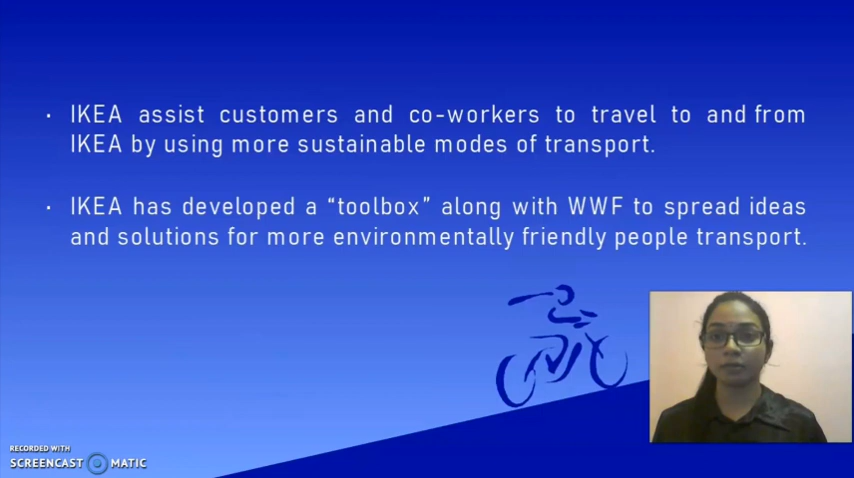 · IKEA assist customers and co-workers to travel to and from
IKEA by using more sustainable modes of transport.
· IKEA has developed a “toolbox” along with WWF to spread ideas
and solutions for more environmentally friendly people transport.
RECORDED WITH
SCREENCAST MATIC